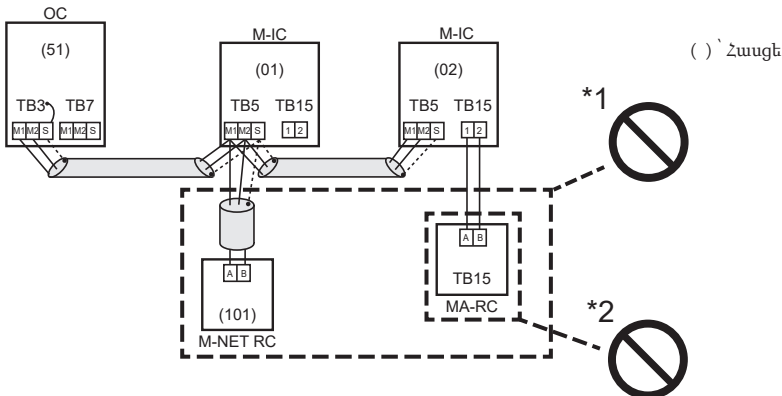 OC
M-IC
M-IC
( )՝ Հասցե
(51)
(01)
(02)
*1
TB3 TB7
TB5 TB15
TB5 TB15
M1 M2 S M1 M2 S
M1 M2 S 1 2
M1 M2 S 1 2
A B
A B
TB15
(101)
MA-RC
M-NET RC
*2